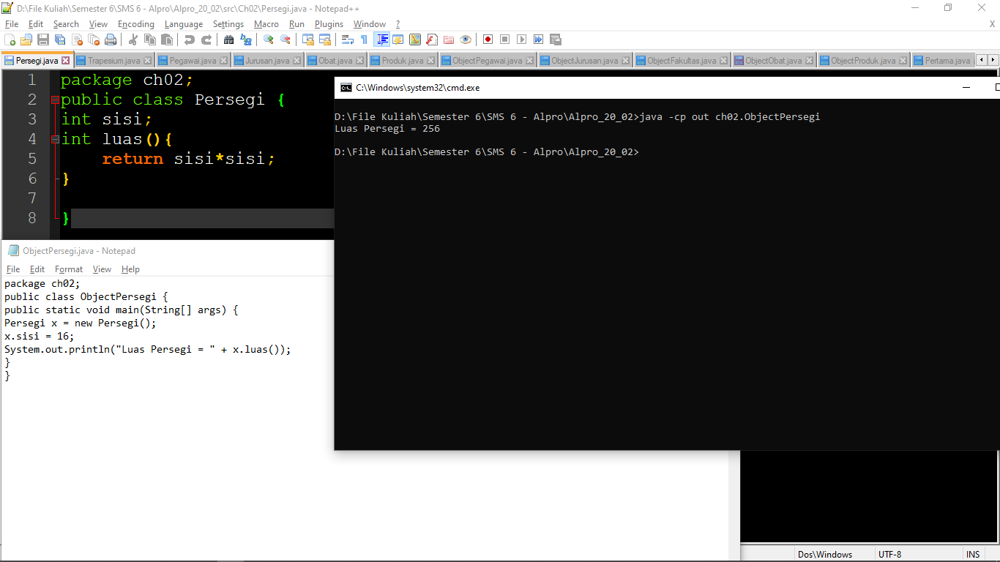 D:\File Kuliah\Semester 6\SMS 6 - Alpro\Alpro_20_02\src\Ch02\Persegi.java - Notepad++
File Edit Search View Encoding Language Settings Macro Run Plugins Window ? X
Persegi.java Trapesium.java Pegawai.java Jurusan.java Obat.java Produk.java ObjectPegawai.java ObjectJurusan.java ObjectFakultas.java ObjectObat.java ObjectProduk.java Pertama.java
1 package ch02;
2 public class Persegi {
3 int sisi;
4 int luas(){
5 return sisi*sisi;
6 }
7
8 }
C:\Windows\system32\cmd.exe
D:\File Kuliah\Semester 6\SMS 6 - Alpro\Alpro_20_02>java -cp out ch02.ObjectPersegi
Luas Persegi = 256
D:\File Kuliah\Semester 6\SMS 6 - Alpro\Alpro_20_02>
ObjectPersegi.java - Notepad
File Edit Format View Help
package ch02;
public class ObjectPersegi {
public static void main(String[] args) {
Persegi x = new Persegi();
x.sisi = 16;
System.out.println("Luas Persegi = " + x.luas());
}
}
Dos\Windows UTF-8 INS